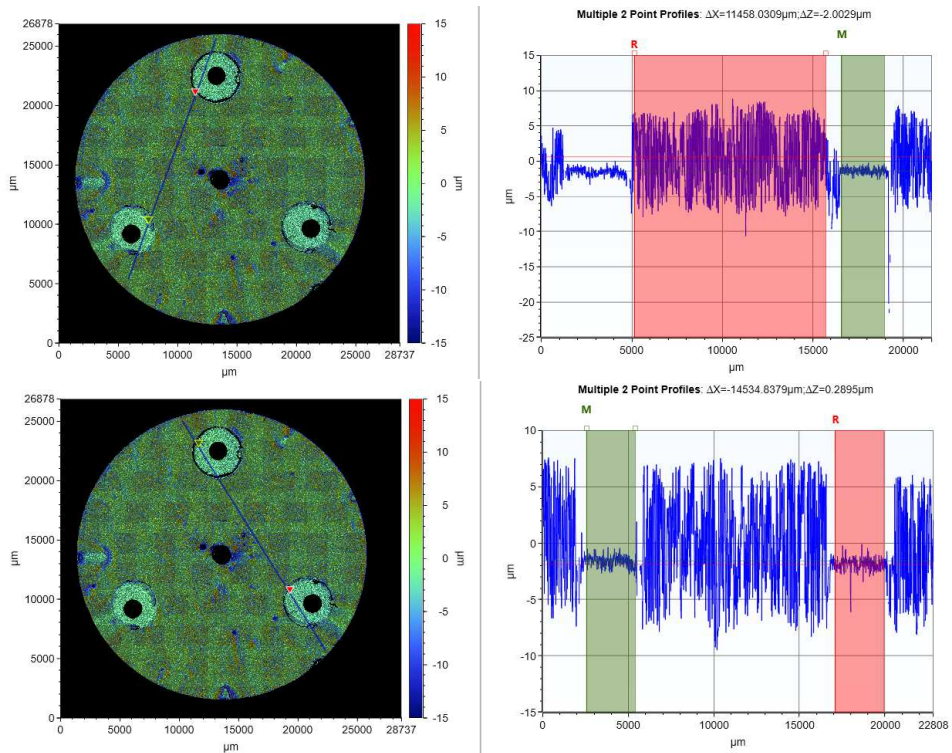 Multiple 2 Point Profiles: ΔX=11458.0309µm;ΔZ=-2.0029µm
26878
25000
20000
15000
10000
5000
0
µm
0 5000 10000 15000 20000 28737
µm
15
10
5
0
-5
-10
-15
µm
R
M
15
10
5
0
-5
-10
-15
-20
-25
µm
0 5000 10000 15000 20000
µm
Multiple 2 Point Profiles: ΔX=-14534.8379µm;ΔZ=0.2895µm
26878
25000
20000
15000
10000
5000
0
µm
0 5000 10000 15000 20000 28737
µm
15
10
5
0
-5
-10
-15
µm
M
R
10
5
0
-5
-10
-15
µm
0 5000 10000 15000 20000 22808
µm